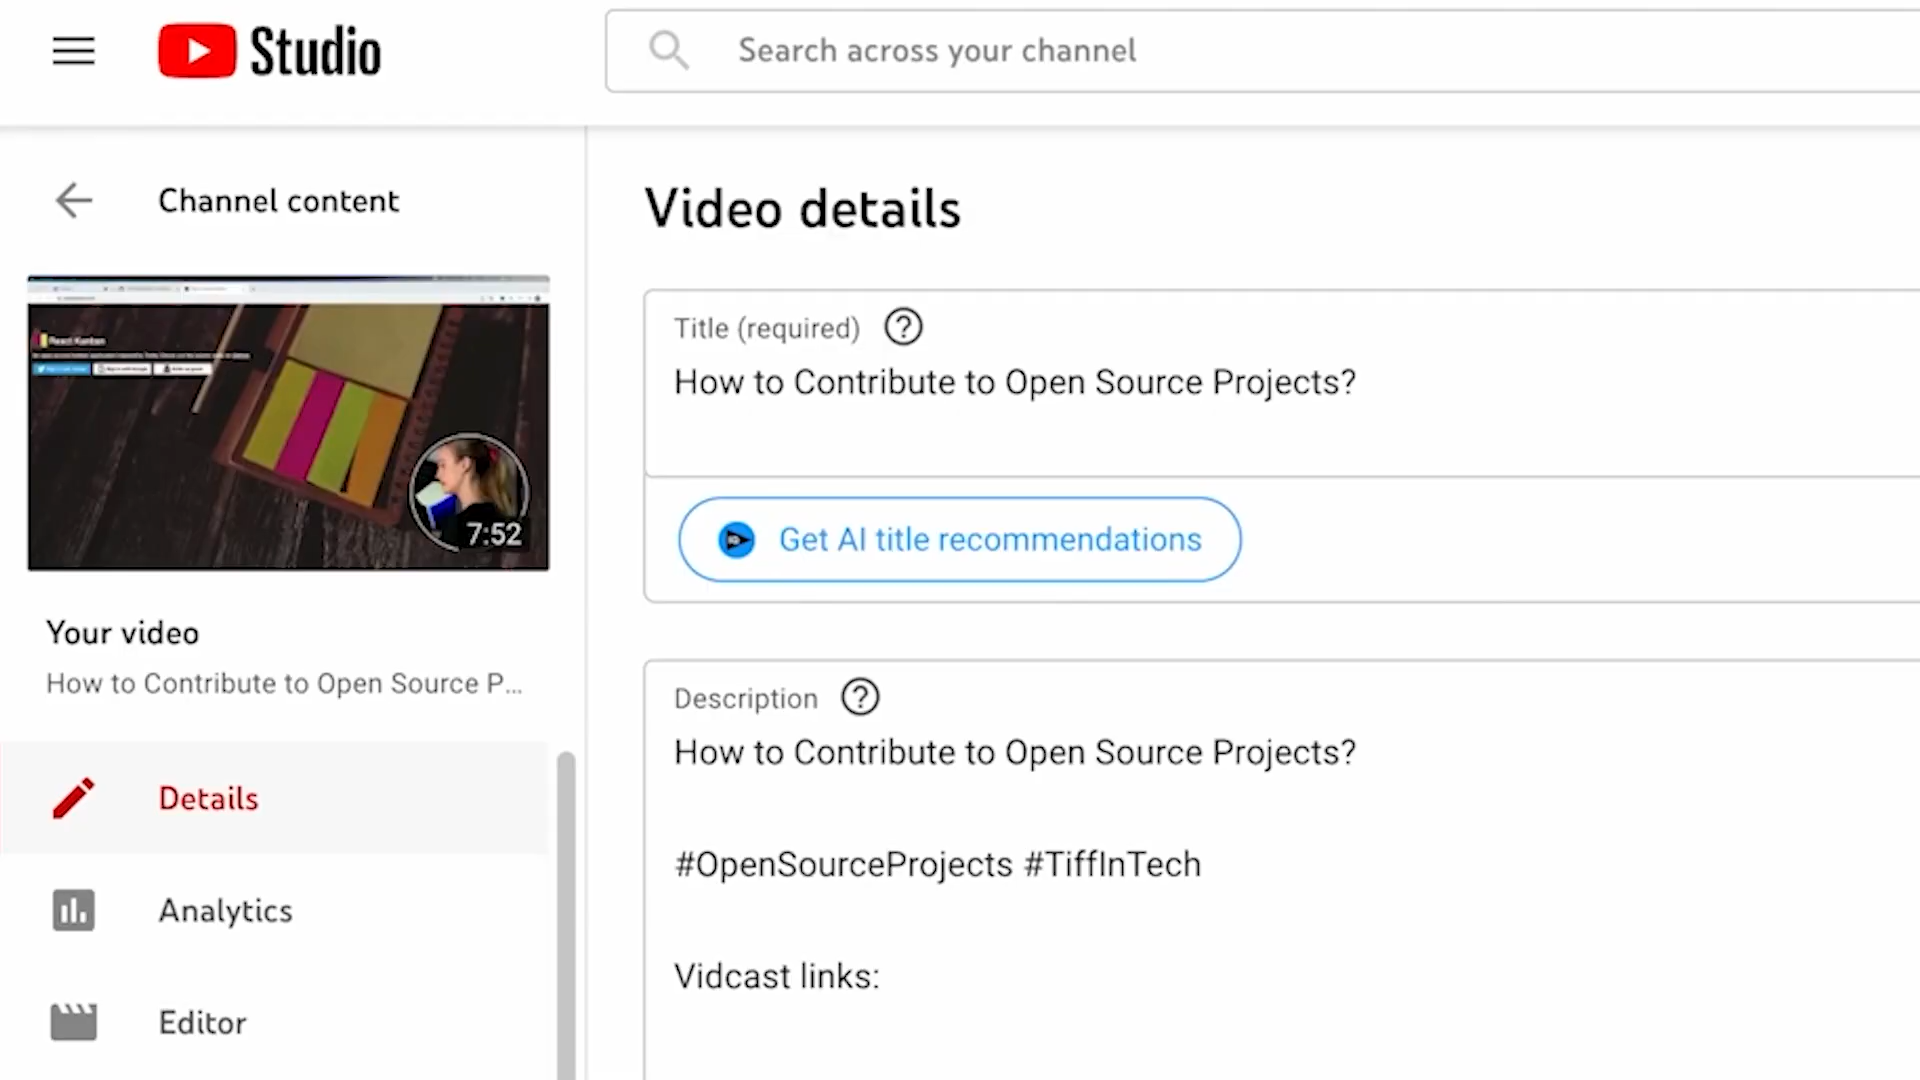 Studio
Search across your channel
Channel content
Video details
Title (required)
How to Contribute to Open Source Projects?
Get AI title recommendations
React Kanban
7:52
Your video
How to Contribute to Open Source P...
Description
How to Contribute to Open Source Projects?
#OpenSourceProjects #TiffInTech
Vidcast links:
Details
Analytics
Editor